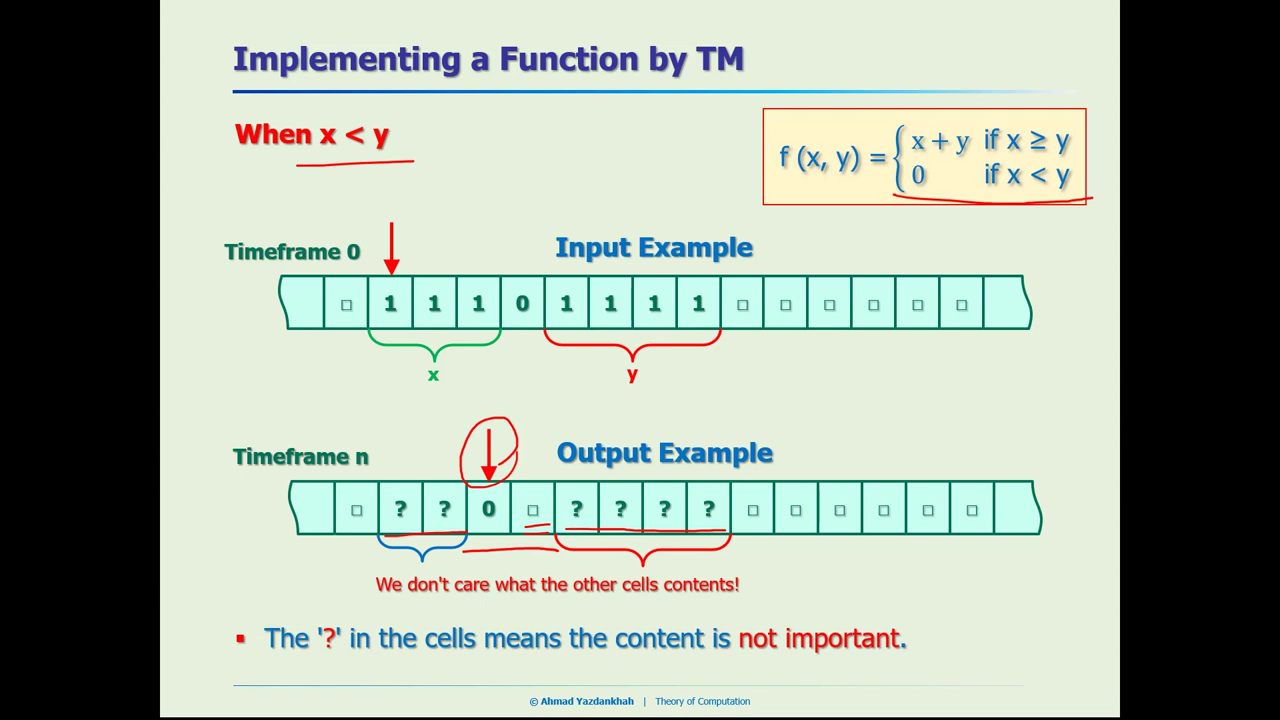 Implementing a Function by TM
When x < y
f (x, y) = { x + y if x ≥ y
0 if x < y
Timeframe 0
Input Example
□ 1 1 1 0 1 1 1 1 □ □ □ □ □ □
x y
Timeframe n
Output Example
□ ? ? 0 □ ? ? ? ? □ □ □ □ □ □
We don't care what the other cells contents!
▪ The '?' in the cells means the content is not important.
© Ahmad Yazdankhah | Theory of Computation